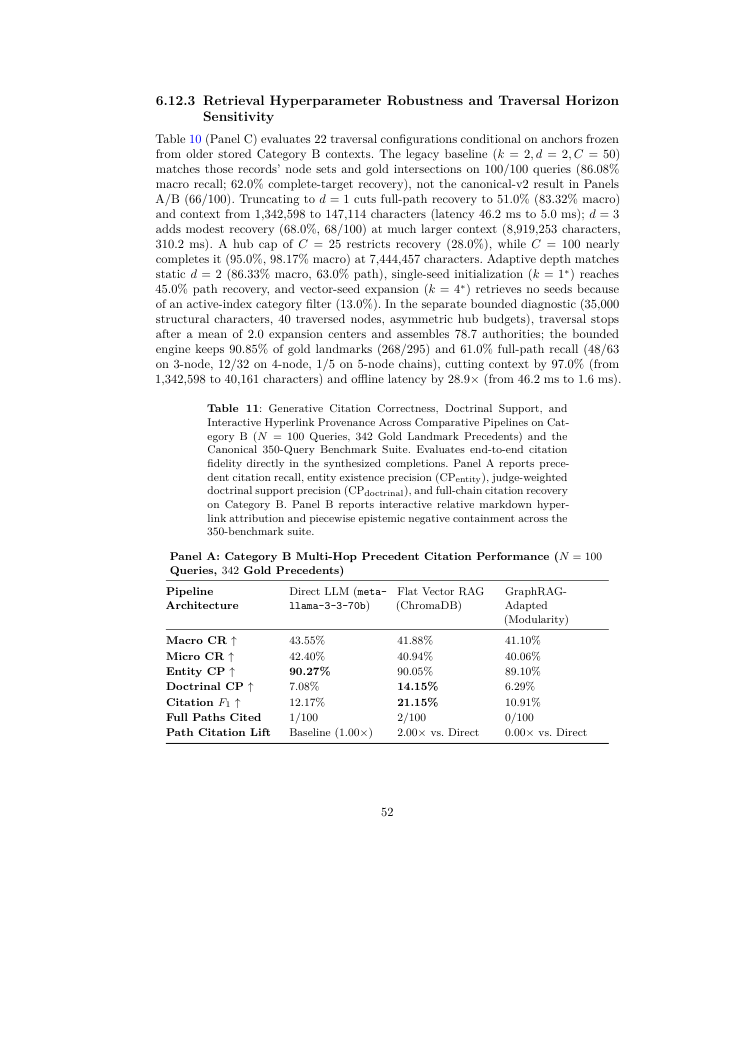 6.12.3 Retrieval Hyperparameter Robustness and Traversal Horizon
Sensitivity
Table 10 (Panel C) evaluates 22 traversal configurations conditional on anchors frozen
from older stored Category B contexts. The legacy baseline (k = 2, d = 2, C = 50)
matches those records' node sets and gold intersections on 100/100 queries (86.08%
macro recall; 62.0% complete-target recovery), not the canonical-v2 result in Panels
A/B (66/100). Truncating to d = 1 cuts full-path recovery to 51.0% (83.32% macro)
and context from 1,342,598 to 147,114 characters (latency 46.2 ms to 5.0 ms); d = 3
adds modest recovery (68.0%, 68/100) at much larger context (8,919,253 characters,
310.2 ms). A hub cap of C = 25 restricts recovery (28.0%), while C = 100 nearly
completes it (95.0%, 98.17% macro) at 7,444,457 characters. Adaptive depth matches
static d = 2 (86.33% macro, 63.0% path), single-seed initialization (k = 1*) reaches
45.0% path recovery, and vector-seed expansion (k = 4*) retrieves no seeds because
of an active-index category filter (13.0%). In the separate bounded diagnostic (35,000
structural characters, 40 traversed nodes, asymmetric hub budgets), traversal stops
after a mean of 2.0 expansion centers and assembles 78.7 authorities; the bounded
engine keeps 90.85% of gold landmarks (268/295) and 61.0% full-path recall (48/63
on 3-node, 12/32 on 4-node, 1/5 on 5-node chains), cutting context by 97.0% (from
1,342,598 to 40,161 characters) and offline latency by 28.9× (from 46.2 ms to 1.6 ms).
Table 11: Generative Citation Correctness, Doctrinal Support, and
Interactive Hyperlink Provenance Across Comparative Pipelines on Cat-
egory B (N = 100 Queries, 342 Gold Landmark Precedents) and the
Canonical 350-Query Benchmark Suite. Evaluates end-to-end citation
fidelity directly in the synthesized completions. Panel A reports prece-
dent citation recall, entity existence precision (CPentity), judge-weighted
doctrinal support precision (CPdoctrinal), and full-chain citation recovery
on Category B. Panel B reports interactive relative markdown hyper-
link attribution and piecewise epistemic negative containment across the
350-benchmark suite.
Panel A: Category B Multi-Hop Precedent Citation Performance (N = 100
Queries, 342 Gold Precedents)
Pipeline Direct LLM (meta- Flat Vector RAG GraphRAG-
Architecture llama-3-3-70b) (ChromaDB) Adapted
(Modularity)
Macro CR ↑ 43.55% 41.88% 41.10%
Micro CR ↑ 42.40% 40.94% 40.06%
Entity CP ↑ 90.27% 90.05% 89.10%
Doctrinal CP ↑ 7.08% 14.15% 6.29%
Citation F1 ↑ 12.17% 21.15% 10.91%
Full Paths Cited 1/100 2/100 0/100
Path Citation Lift Baseline (1.00×) 2.00× vs. Direct 0.00× vs. Direct
52